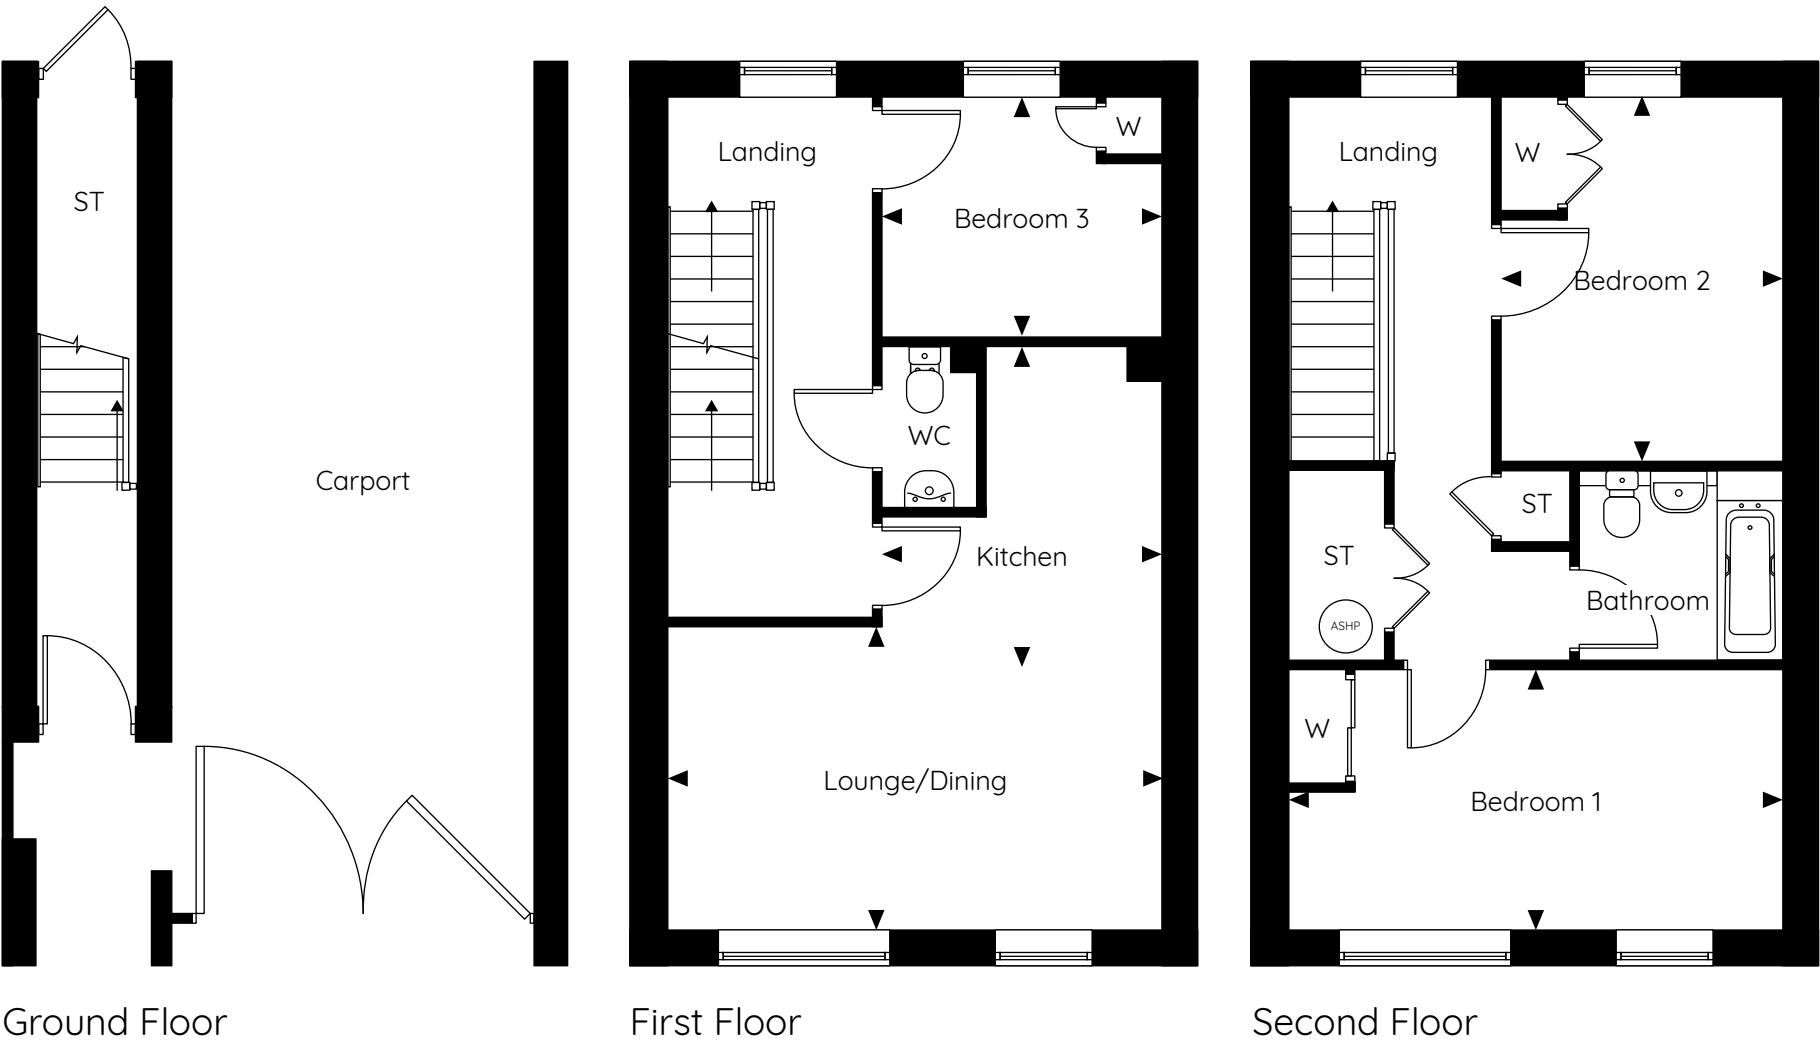 ST
Carport
Ground Floor
Landing
W
Bedroom 3
WC
Kitchen
Lounge/Dining
First Floor
Landing
W
Bedroom 2
ST
ST
Bathroom
ASHP
W
Bedroom 1
Second Floor